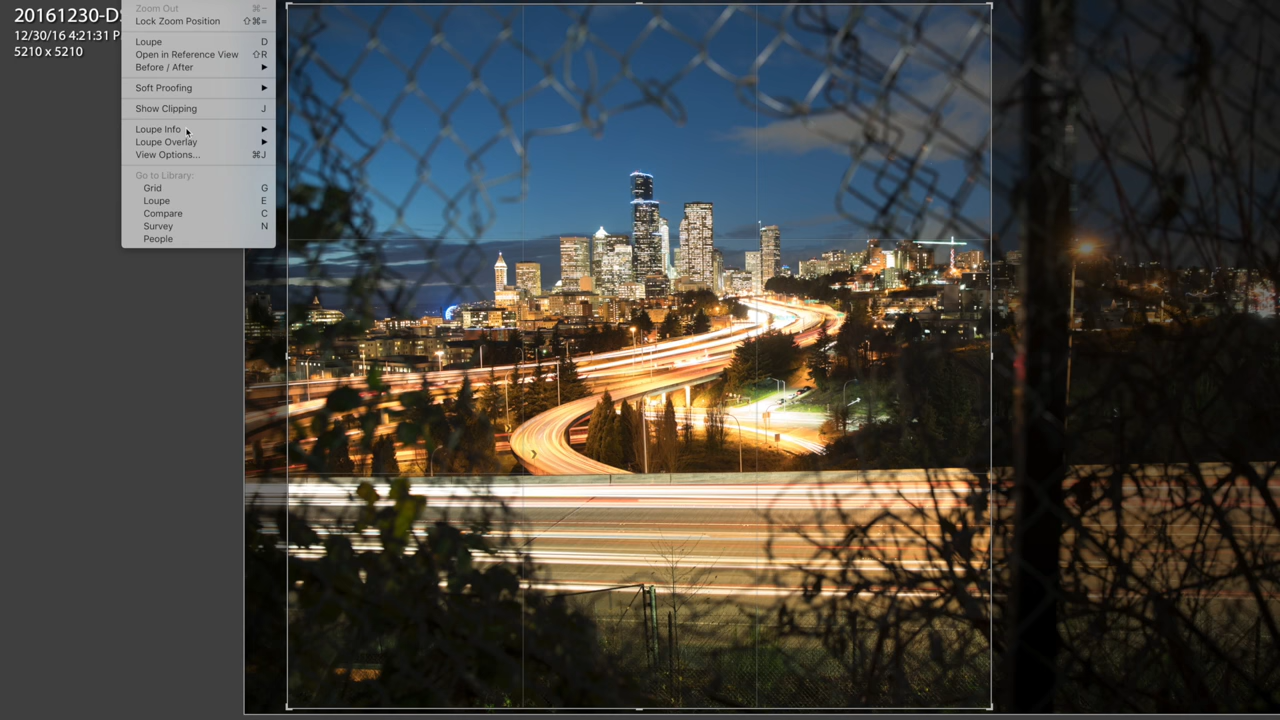 20161230-D
12/30/16 4:21:31 P
5210 x 5210
Zoom Out ⌘−
Lock Zoom Position ⇧⌘=
Loupe D
Open in Reference View ⇧R
Before / After ▶
Soft Proofing ▶
Show Clipping J
Loupe Info ▶
Loupe Overlay ▶
View Options... ⌘J
Go to Library:
Grid G
Loupe E
Compare C
Survey N
People